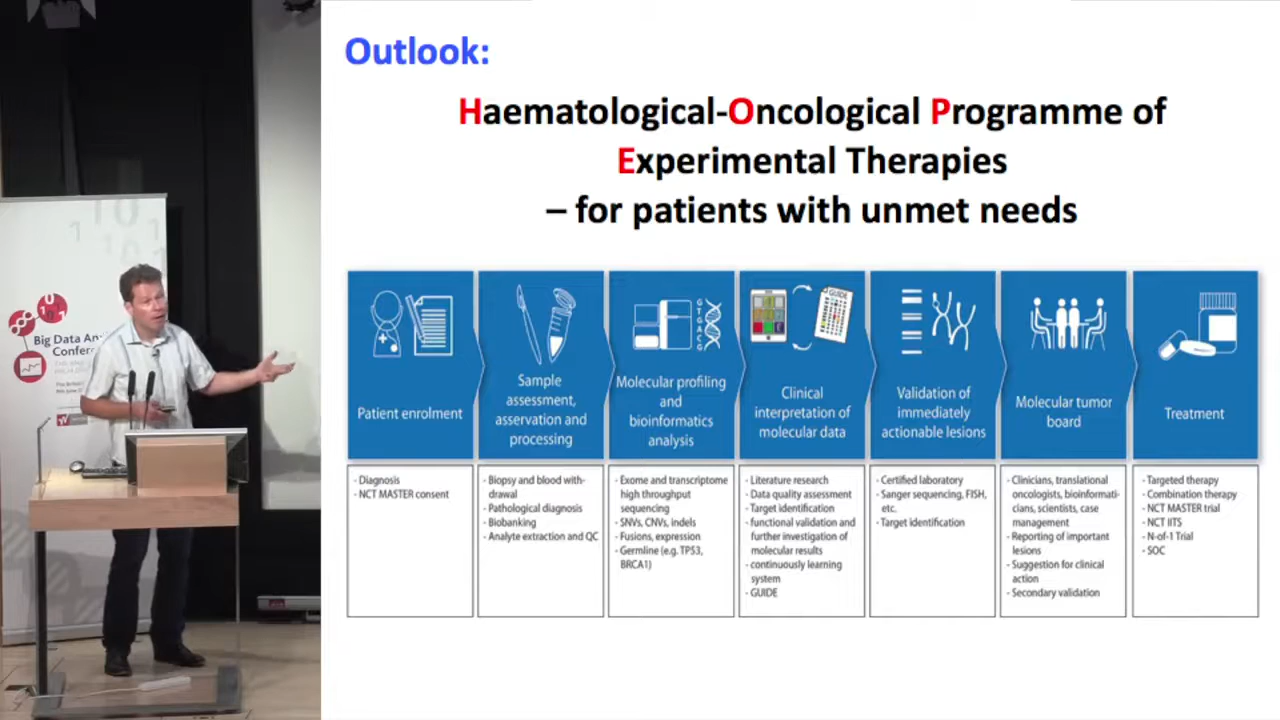 Outlook:
Haematological-Oncological Programme of
Experimental Therapies
– for patients with unmet needs
Patient enrolment
Sample
assessment,
asservation and
processing
GTGACG
Molecular profiling
and
bioinformatics
analysis
GUIDE
Clinical
interpretation of
molecular data
Validation of
immediately
actionable lesions
Molecular tumor
board
Treatment
- Diagnosis
- NCT MASTER consent
- Biopsy and blood with-
drawal
- Pathological diagnosis
- Biobanking
- Analyte extraction and QC
- Exome and transcriptome
high throughput
sequencing
- SNVs, CNVs, indels
- Fusions, expression
- Germline (e.g. TP53,
BRCA1)
- Literature research
- Data quality assessment
- Target identification
- functional validation and
further investigation of
molecular results
- continuously learning
system
- GUIDE
- Certified laboratory
- Sanger sequencing, FISH,
etc.
- Target identification
- Clinicians, translational
oncologists, bioinformati-
cians, scientists, case
management
- Reporting of important
lesions
- Suggestion for clinical
action
- Secondary validation
- Targeted therapy
- Combination therapy
- NCT MASTER trial
- NCT IITS
- N-of-1 Trial
- SOC
Big Data